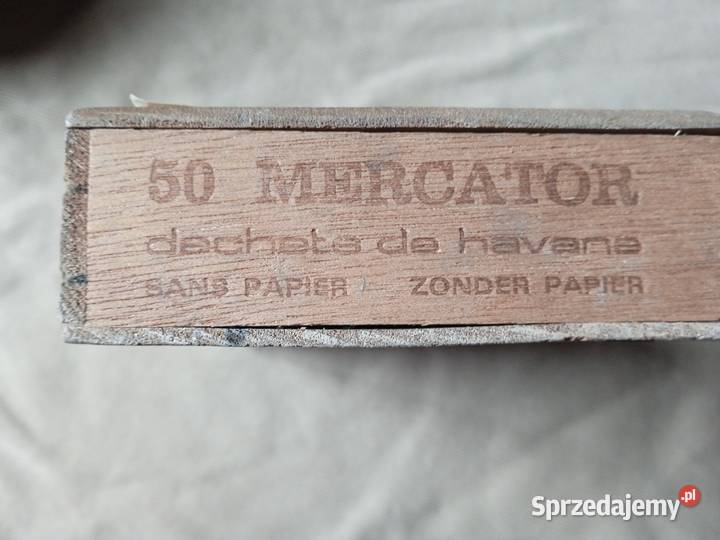 50 MERCATOR
dechets de havane
SANS PAPIER ZONDER PAPIER
Sprzedajemy.pl